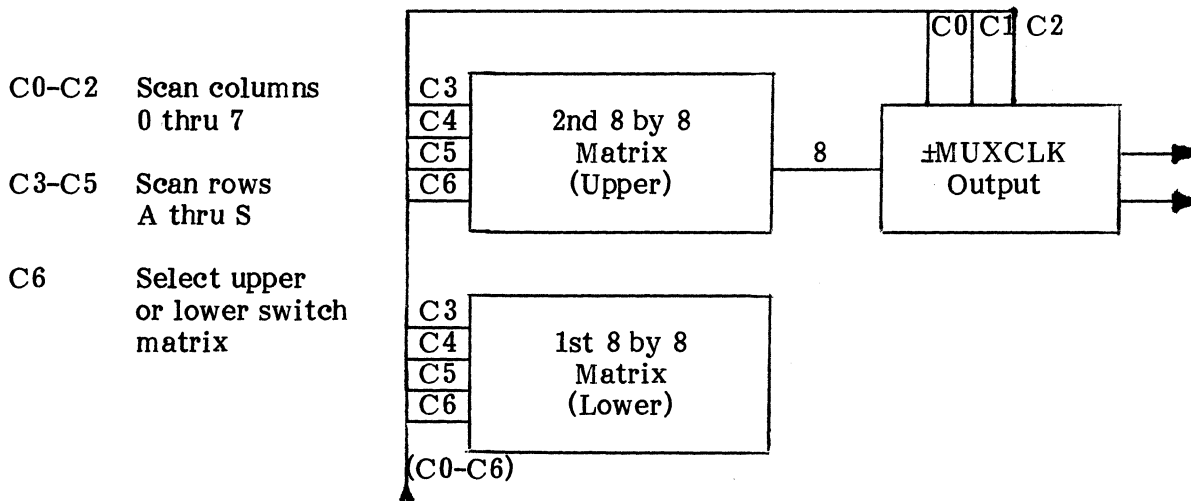 C0-C2 Scan columns
0 thru 7
C3-C5 Scan rows
A thru S
C6 Select upper
or lower switch
matrix
C0 C1 C2
C3
C4
C5
C6
2nd 8 by 8
Matrix
(Upper)
8
±MUXCLK
Output
C3
C4
C5
C6
1st 8 by 8
Matrix
(Lower)
(C0-C6)